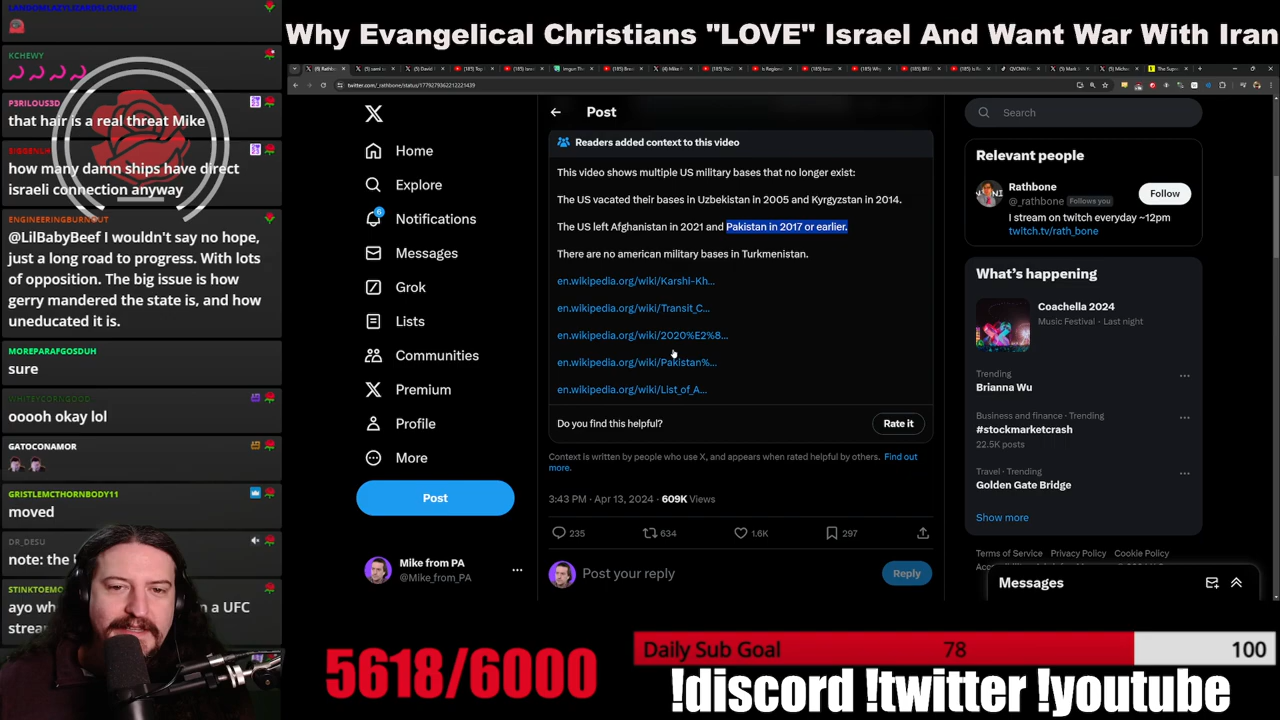 Why Evangelical Christians "LOVE" Israel And Want War With Iran
KCHEWY
P3RILOUS3D
that hair is a real threat Mike
how many damn ships have direct
israeli connection anyway
ENGINEERINGBURNOUT
@LilBabyBeef I wouldn't say no hope,
just a long road to progress. With lots
of opposition. The big issue is how
gerry mandered the state is, and how
uneducated it is.
MOREPARAFGOSDUH
sure
WHITEYCORNGOOD
ooooh okay lol
GATOCONAMOR
GRISTLEMCTHORNBODY11
moved
DR_DESU
note: the
STINKTOEMO
ayo wh
n a UFC
strea
twitter.com/_rathbone/status/1779279362212221439
Home
Explore
6
Notifications
Messages
Grok
Lists
Communities
Premium
Profile
More
Post
Mike from PA
@Mike_from_PA
Post
Readers added context to this video
This video shows multiple US military bases that no longer exist:
The US vacated their bases in Uzbekistan in 2005 and Kyrgyzstan in 2014.
The US left Afghanistan in 2021 and Pakistan in 2017 or earlier.
There are no american military bases in Turkmenistan.
en.wikipedia.org/wiki/Karshi-Kh...
en.wikipedia.org/wiki/Transit_C...
en.wikipedia.org/wiki/2020%E2%8...
en.wikipedia.org/wiki/Pakistan%...
en.wikipedia.org/wiki/List_of_A...
Do you find this helpful?
Rate it
Context is written by people who use X, and appears when rated helpful by others. Find out
more.
3:43 PM · Apr 13, 2024 · 609K Views
235
634
1.6K
297
Post your reply
Reply
Search
Relevant people
Rathbone
@_rathbone Follows you
Follow
I stream on twitch everyday ~12pm
twitch.tv/rath_bone
What's happening
Coachella 2024
Music Festival · Last night
Trending
Brianna Wu
Business and finance · Trending
#stockmarketcrash
22.5K posts
Travel · Trending
Golden Gate Bridge
Show more
Terms of Service Privacy Policy Cookie Policy
Messages
5618/6000
Daily Sub Goal 78 100
!discord !twitter !youtube